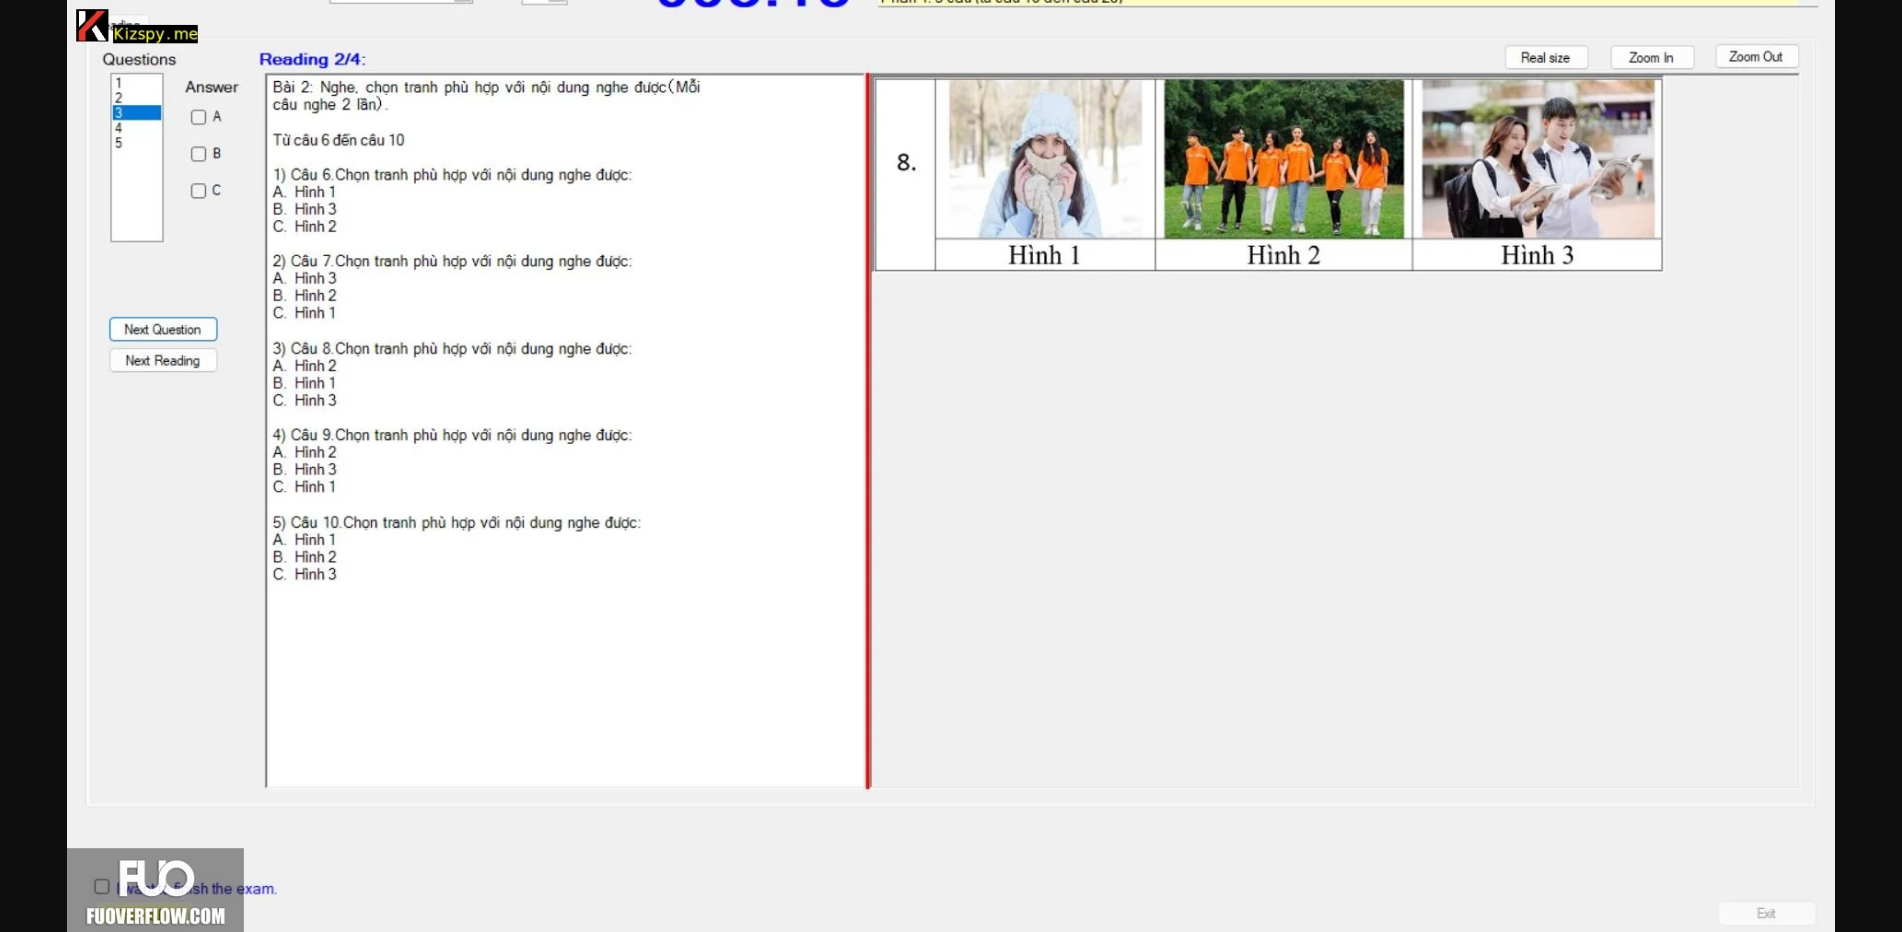 Kizspy.me
Questions
Reading 2/4:
Real size
Zoom In
Zoom Out
1
2
3
4
5
Answer
A
B
C
Next Question
Next Reading
Bài 2: Nghe, chọn tranh phù hợp với nội dung nghe được(Mỗi
câu nghe 2 lần).
Từ câu 6 đến câu 10
1) Câu 6.Chọn tranh phù hợp với nội dung nghe được:
A. Hình 1
B. Hình 3
C. Hình 2
2) Câu 7.Chọn tranh phù hợp với nội dung nghe được:
A. Hình 3
B. Hình 2
C. Hình 1
3) Câu 8.Chọn tranh phù hợp với nội dung nghe được:
A. Hình 2
B. Hình 1
C. Hình 3
4) Câu 9.Chọn tranh phù hợp với nội dung nghe được:
A. Hình 2
B. Hình 3
C. Hình 1
5) Câu 10.Chọn tranh phù hợp với nội dung nghe được:
A. Hình 1
B. Hình 2
C. Hình 3
8.
Hình 1
Hình 2
Hình 3
FUO
FUOVERFLOW.COM
the exam.
Exit